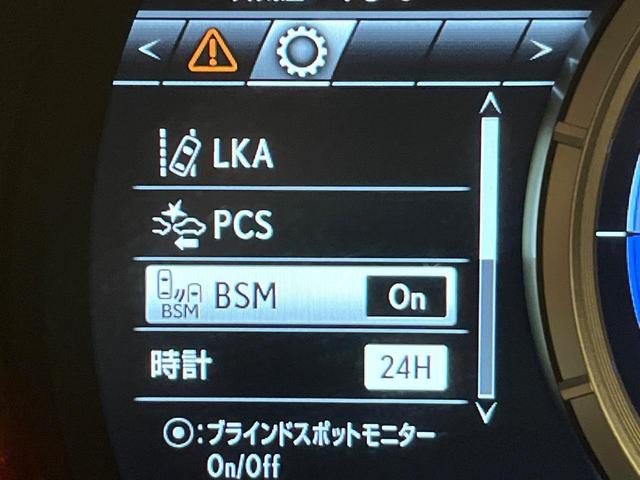 LKA
PCS
BSM BSM On
時計 24H
◉:ブラインドスポットモニター
On/Off